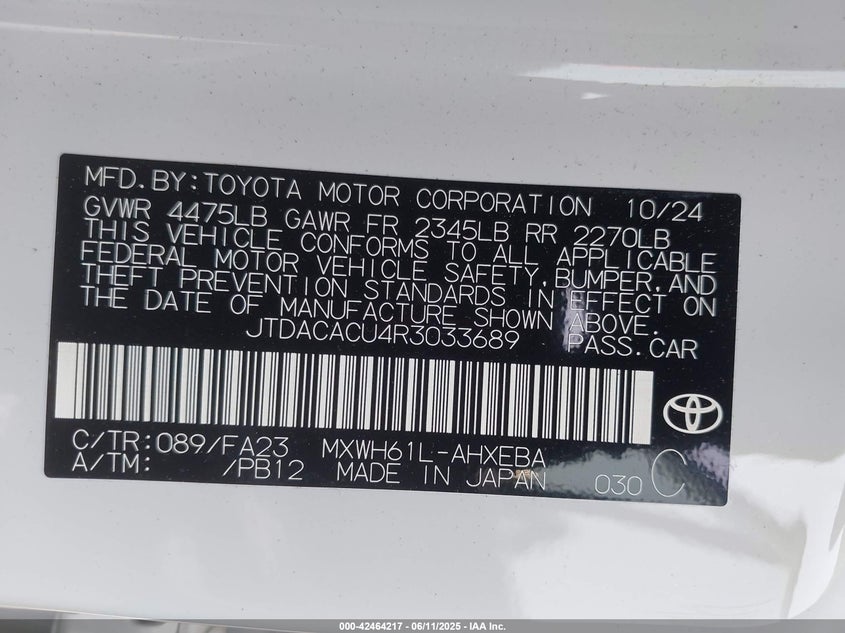 MFD.BY:TOYOTA MOTOR CORPORATION 10/24
GVWR 4475LB GAWR FR 2345LB RR 2270LB
THIS VEHICLE CONFORMS TO ALL APPLICABLE
FEDERAL MOTOR VEHICLE SAFETY,BUMPER,AND
THEFT PREVENTION STANDARDS IN EFFECT ON
THE DATE OF MANUFACTURE SHOWN ABOVE.
JTDACACU4R3033689 PASS.CAR
C/TR:089/FA23 MXWH61L-AHXEBA
A/TM: /PB12 MADE IN JAPAN 030 C
000-42464217 - 06/11/2025 - IAA Inc.